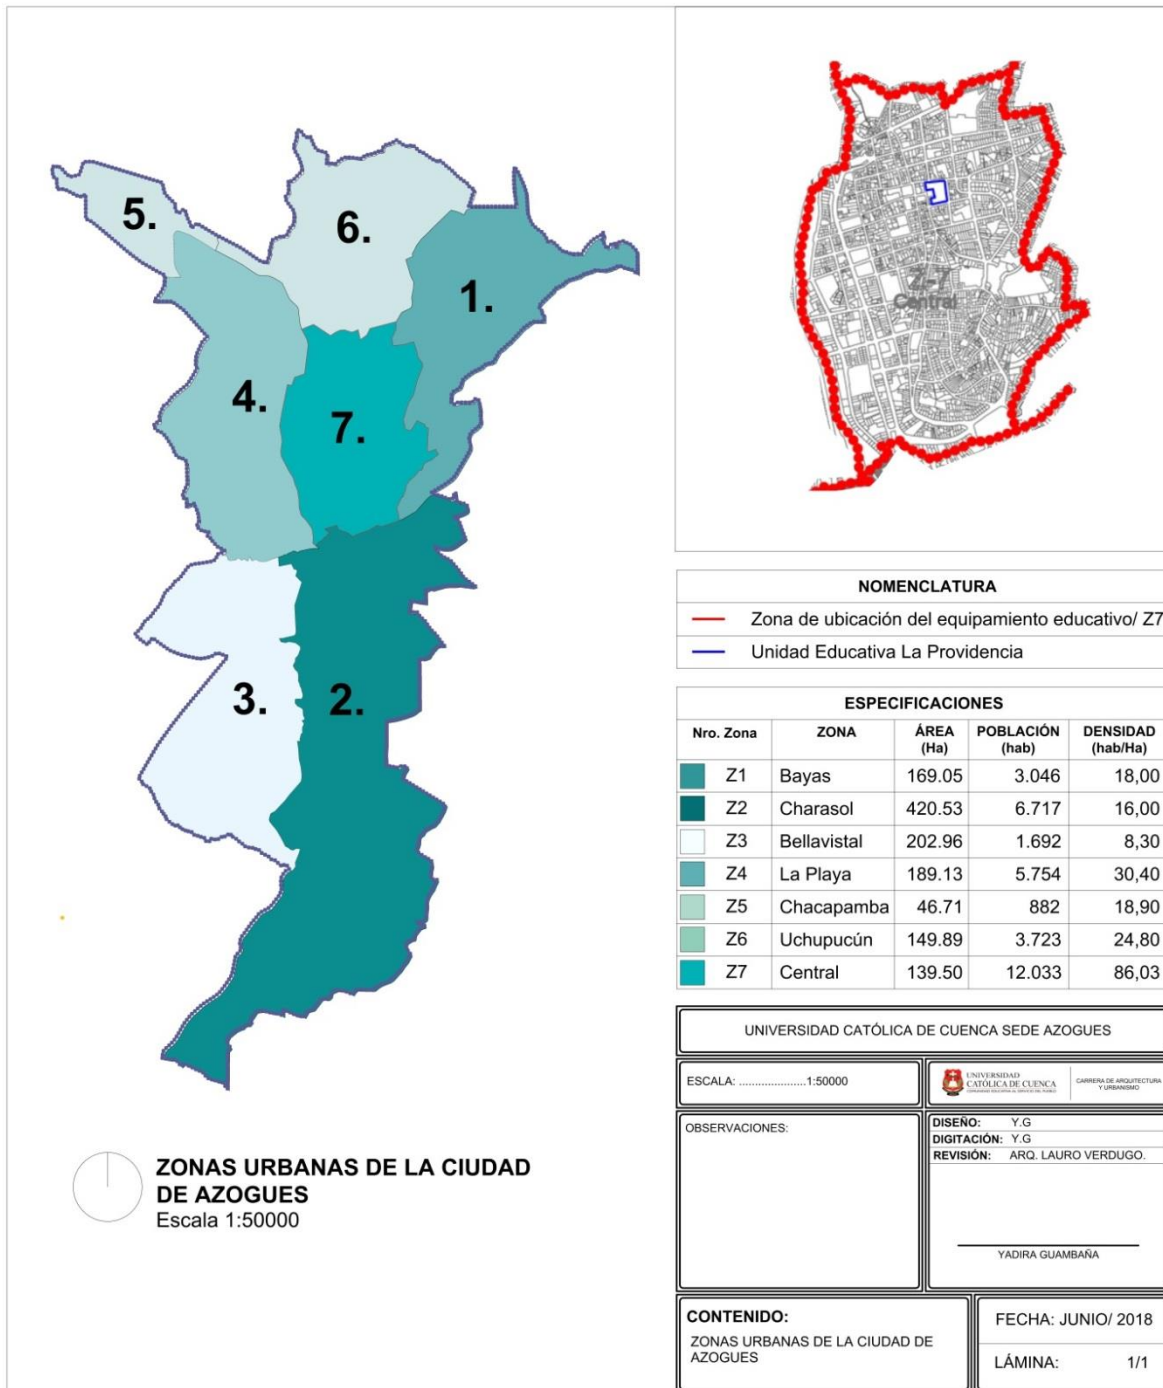 5.
6.
1.
4.
7.
3.
2.
ZONAS URBANAS DE LA CIUDAD
DE AZOGUES
Escala 1:50000
Z-7
Central
NOMENCLATURA
Zona de ubicación del equipamiento educativo/ Z7
Unidad Educativa La Providencia
ESPECIFICACIONES
Nro. Zona ZONA ÁREA (Ha) POBLACIÓN (hab) DENSIDAD (hab/Ha)
Z1 Bayas 169.05 3.046 18,00
Z2 Charasol 420.53 6.717 16,00
Z3 Bellavistal 202.96 1.692 8,30
Z4 La Playa 189.13 5.754 30,40
Z5 Chacapamba 46.71 882 18,90
Z6 Uchupucún 149.89 3.723 24,80
Z7 Central 139.50 12.033 86,03
UNIVERSIDAD CATÓLICA DE CUENCA SEDE AZOGUES
ESCALA: ....................1:50000
UNIVERSIDAD
CATÓLICA DE CUENCA
CARRERA DE ARQUITECTURA
Y URBANISMO
OBSERVACIONES:
DISEÑO: Y.G
DIGITACIÓN: Y.G
REVISIÓN: ARQ. LAURO VERDUGO.
YADIRA GUAMBAÑA
CONTENIDO:
ZONAS URBANAS DE LA CIUDAD DE
AZOGUES
FECHA: JUNIO/ 2018
LÁMINA: 1/1